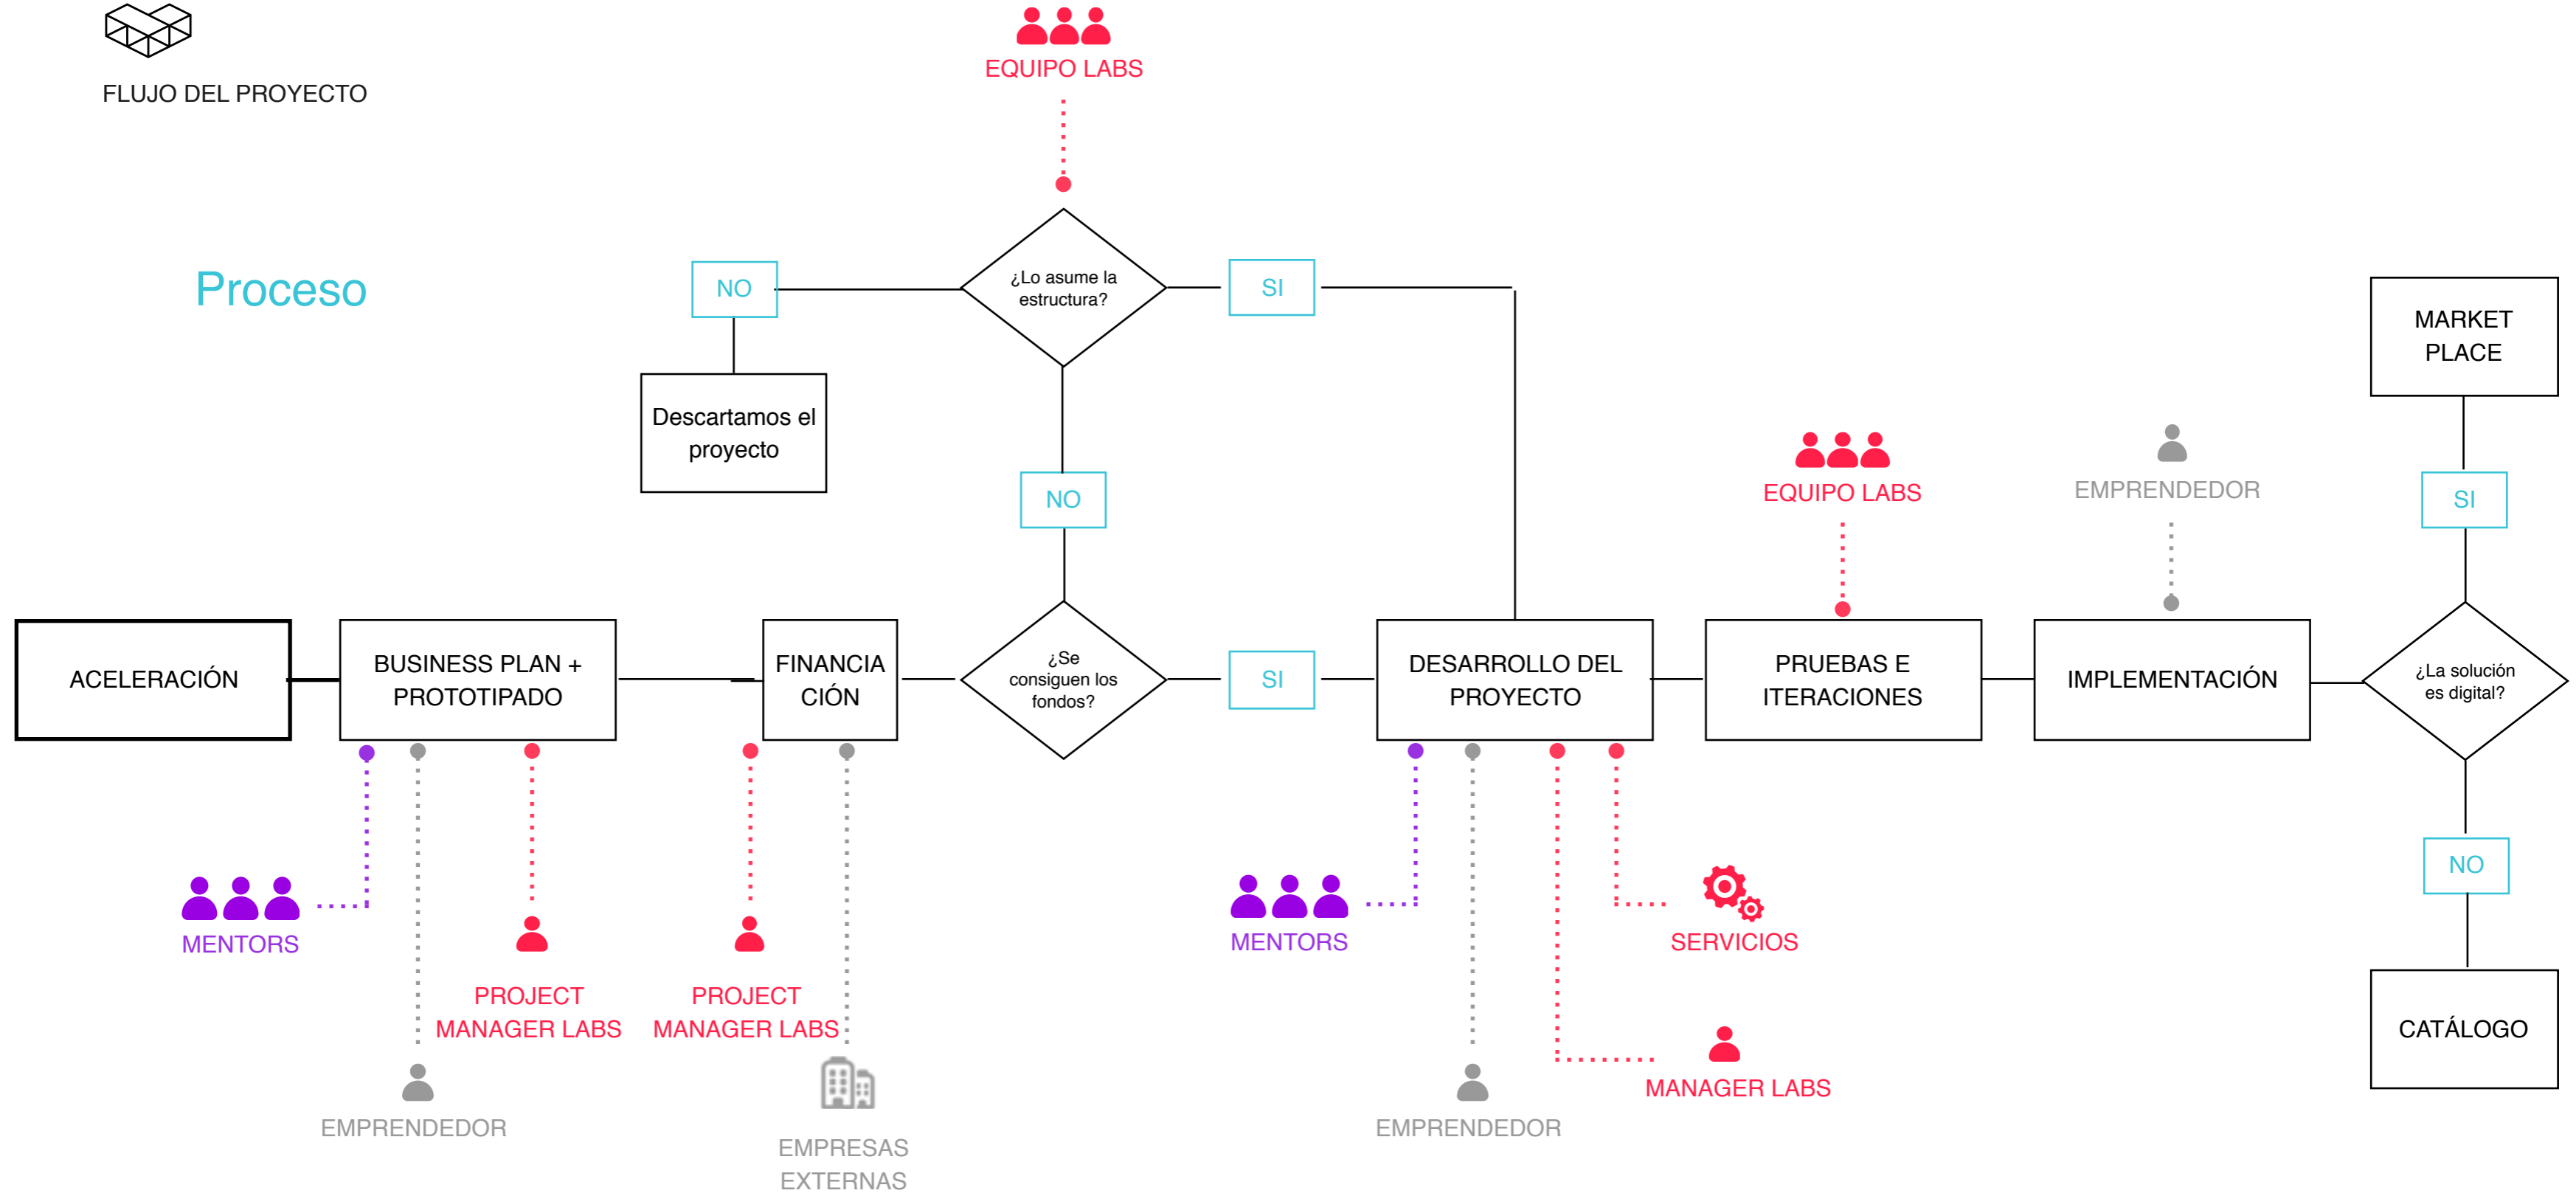 FLUJO DEL PROYECTO
EQUIPO LABS
Proceso
NO
¿Lo asume la
estructura?
SI
Descartamos el
proyecto
MARKET
PLACE
NO
EQUIPO LABS
EMPRENDEDOR
SI
ACELERACIÓN
BUSINESS PLAN +
PROTOTIPADO
FINANCIA
CIÓN
¿Se
consiguen los
fondos?
SI
DESARROLLO DEL
PROYECTO
PRUEBAS E
ITERACIONES
IMPLEMENTACIÓN
¿La solución
es digital?
NO
MENTORS
PROJECT
MANAGER LABS
PROJECT
MANAGER LABS
MENTORS
SERVICIOS
CATÁLOGO
EMPRENDEDOR
EMPRESAS
EXTERNAS
EMPRENDEDOR
MANAGER LABS